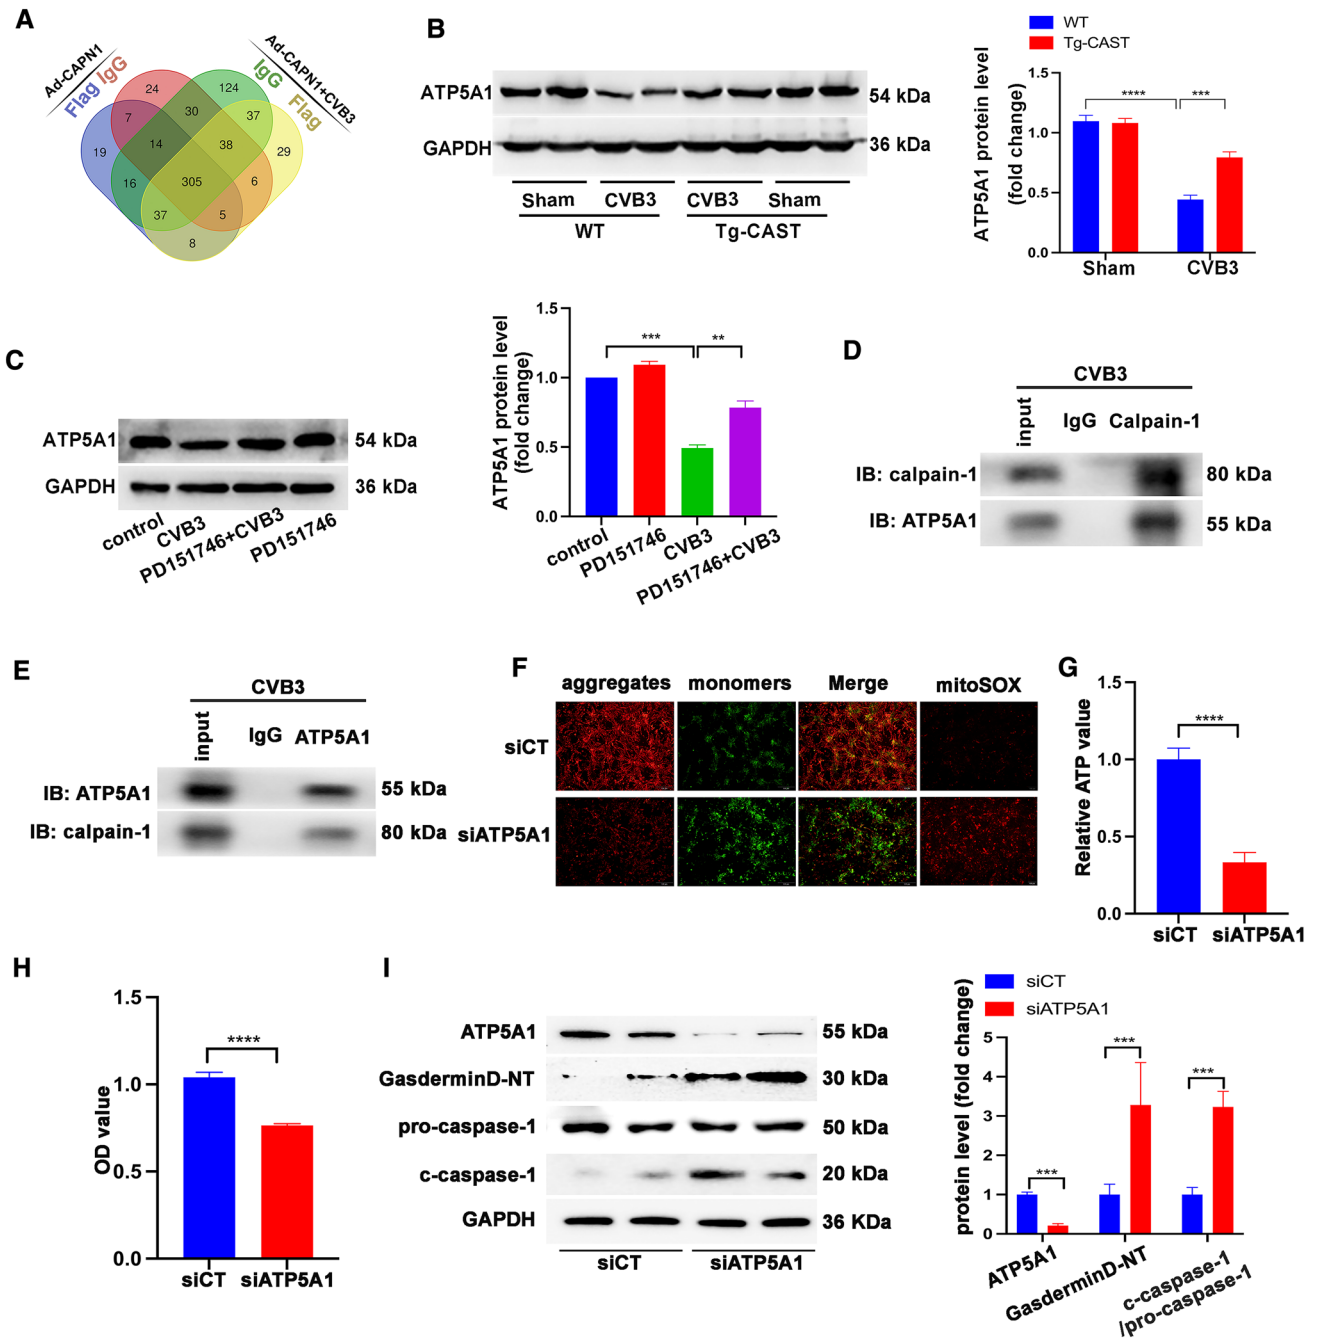 A
Ad-CAPN1
Flag IgG
Ad-CAPN1+CVB3
IgG Flag
24
124
30
7
37
14
38
19
29
16
305
6
37
5
8
B
ATP5A1
54 kDa
GAPDH
36 kDa
Sham CVB3 CVB3 Sham
WT Tg-CAST
WT
Tg-CAST
ATP5A1 protein level
(fold change)
1.5
1.0
0.5
0.0
**** ***
Sham CVB3
C
ATP5A1
54 kDa
GAPDH
36 kDa
control
CVB3
PD151746+CVB3
PD151746
ATP5A1 protein level
(fold change)
1.5
1.0
0.5
0.0
*** **
control
PD151746
CVB3
PD151746+CVB3
D
CVB3
input IgG Calpain-1
IB: calpain-1 80 kDa
IB: ATP5A1 55 kDa
E
CVB3
input IgG ATP5A1
IB: ATP5A1 55 kDa
IB: calpain-1 80 kDa
F
aggregates monomers Merge mitoSOX
siCT
siATP5A1
G
Relative ATP value
1.5
1.0
0.5
0.0
****
siCT siATP5A1
H
OD value
1.5
1.0
0.5
0.0
****
siCT siATP5A1
I
ATP5A1 55 kDa
GasderminD-NT 30 kDa
pro-caspase-1 50 kDa
c-caspase-1 20 kDa
GAPDH 36 KDa
siCT siATP5A1
siCT
siATP5A1
protein level (fold change)
5
4
3
2
1
0
*** *** ***
ATP5A1
GasderminD-NT
c-caspase-1
/pro-caspase-1